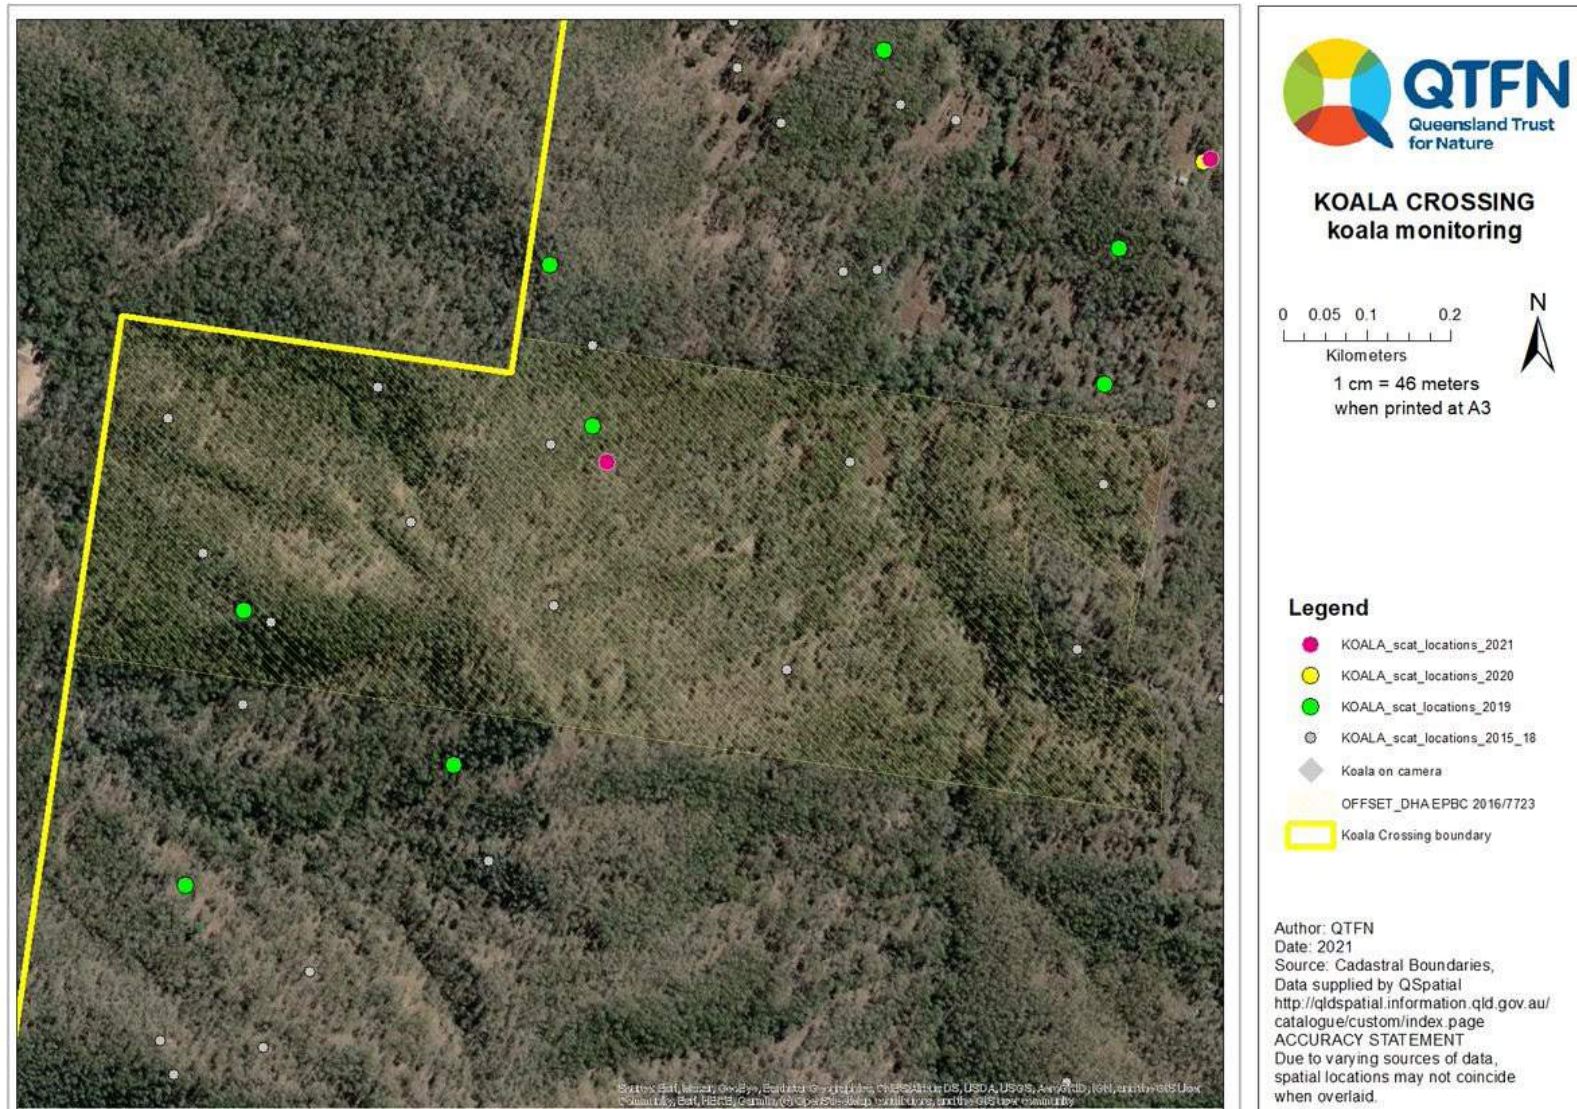 QTFN
Queensland Trust
for Nature
KOALA CROSSING
koala monitoring
0 0.05 0.1 0.2
Kilometers
1 cm = 46 meters
when printed at A3
N
Legend
KOALA_scat_locations_2021
KOALA_scat_locations_2020
KOALA_scat_locations_2019
KOALA_scat_locations_2015_18
Koala on camera
OFFSET_DHA EPBC 2016/7723
Koala Crossing boundary
Author: QTFN
Date: 2021
Source: Cadastral Boundaries,
Data supplied by QSpatial
http://qldspatial.information.qld.gov.au/
catalogue/custom/index.page
ACCURACY STATEMENT
Due to varying sources of data,
spatial locations may not coincide
when overlaid.